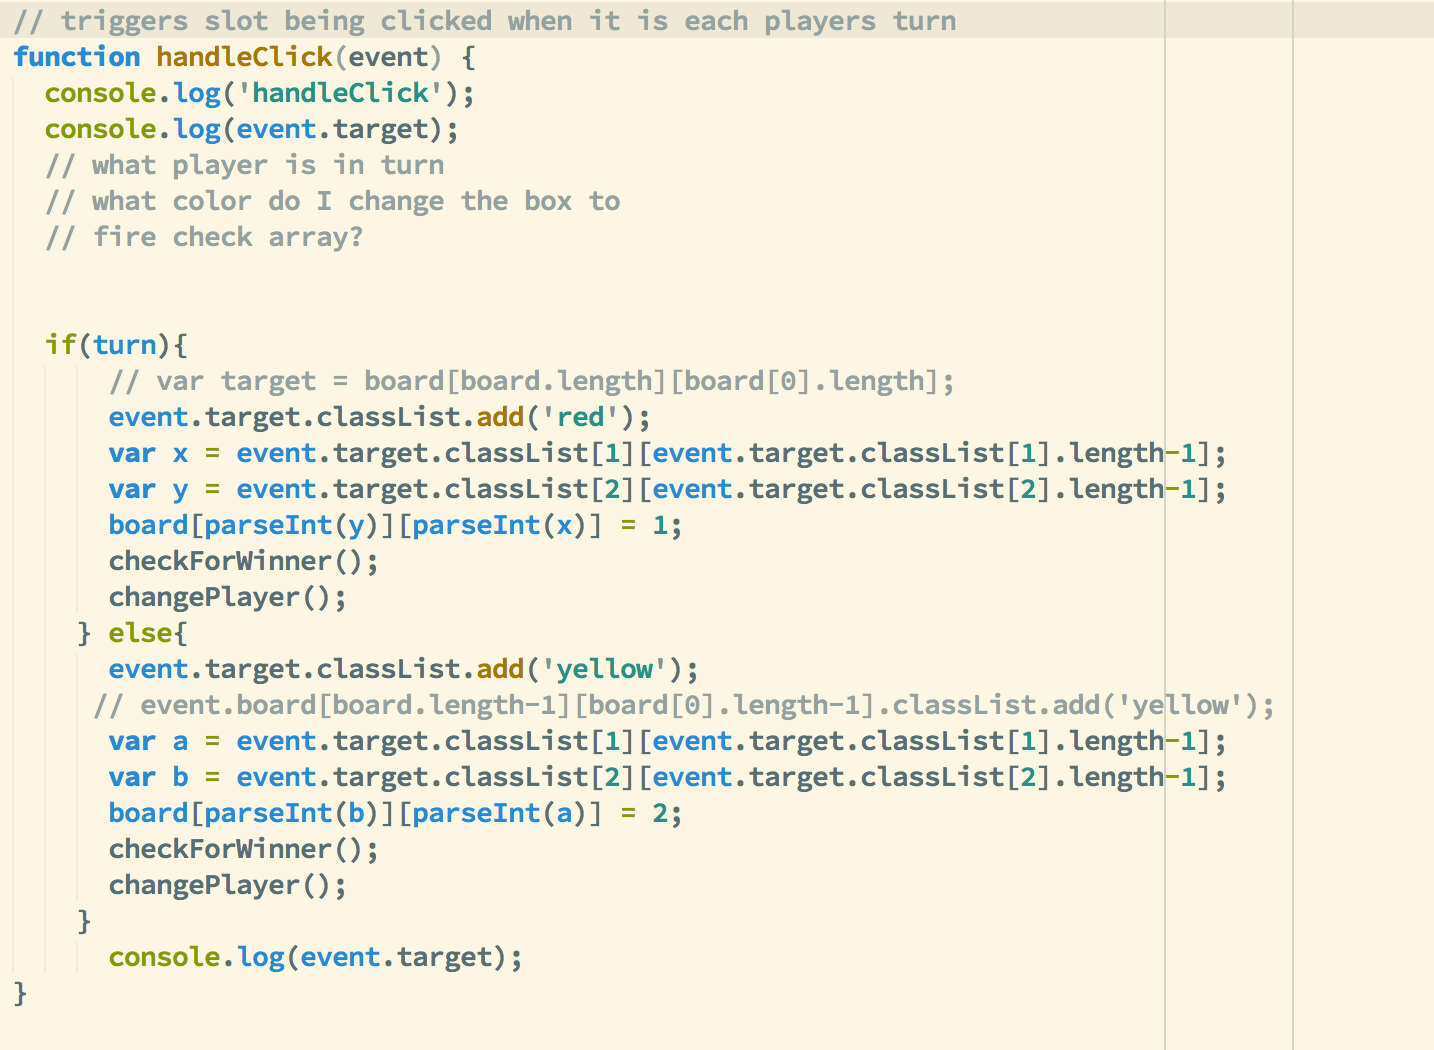 // triggers slot being clicked when it is each players turn
function handleClick(event) {
  console.log('handleClick');
  console.log(event.target);
  // what player is in turn
  // what color do I change the box to
  // fire check array?
  if(turn){
      // var target = board[board.length][board[0].length];
      event.target.classList.add('red');
      var x = event.target.classList[1][event.target.classList[1].length-1];
      var y = event.target.classList[2][event.target.classList[2].length-1];
      board[parseInt(y)][parseInt(x)] = 1;
      checkForWinner();
      changePlayer();
    } else{
      event.target.classList.add('yellow');
     // event.board[board.length-1][board[0].length-1].classList.add('yellow');
      var a = event.target.classList[1][event.target.classList[1].length-1];
      var b = event.target.classList[2][event.target.classList[2].length-1];
      board[parseInt(b)][parseInt(a)] = 2;
      checkForWinner();
      changePlayer();
    }
      console.log(event.target);
}